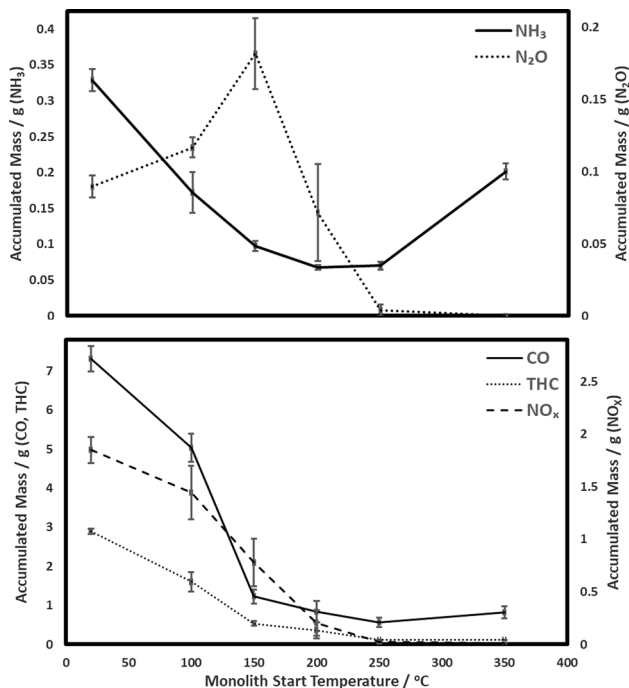 Accumulated Mass / g (NH₃)
0.4
0.35
0.3
0.25
0.2
0.15
0.1
0.05
0
NH₃
N₂O
0.2
0.15
0.1
0.05
0
Accumulated Mass / g (N₂O)
Accumulated Mass / g (CO, THC)
7
6
5
4
3
2
1
0
CO
THC
NOₓ
2.5
2
1.5
1
0.5
0
Accumulated Mass / g (NOₓ)
0 50 100 150 200 250 300 350 400
Monolith Start Temperature / °C